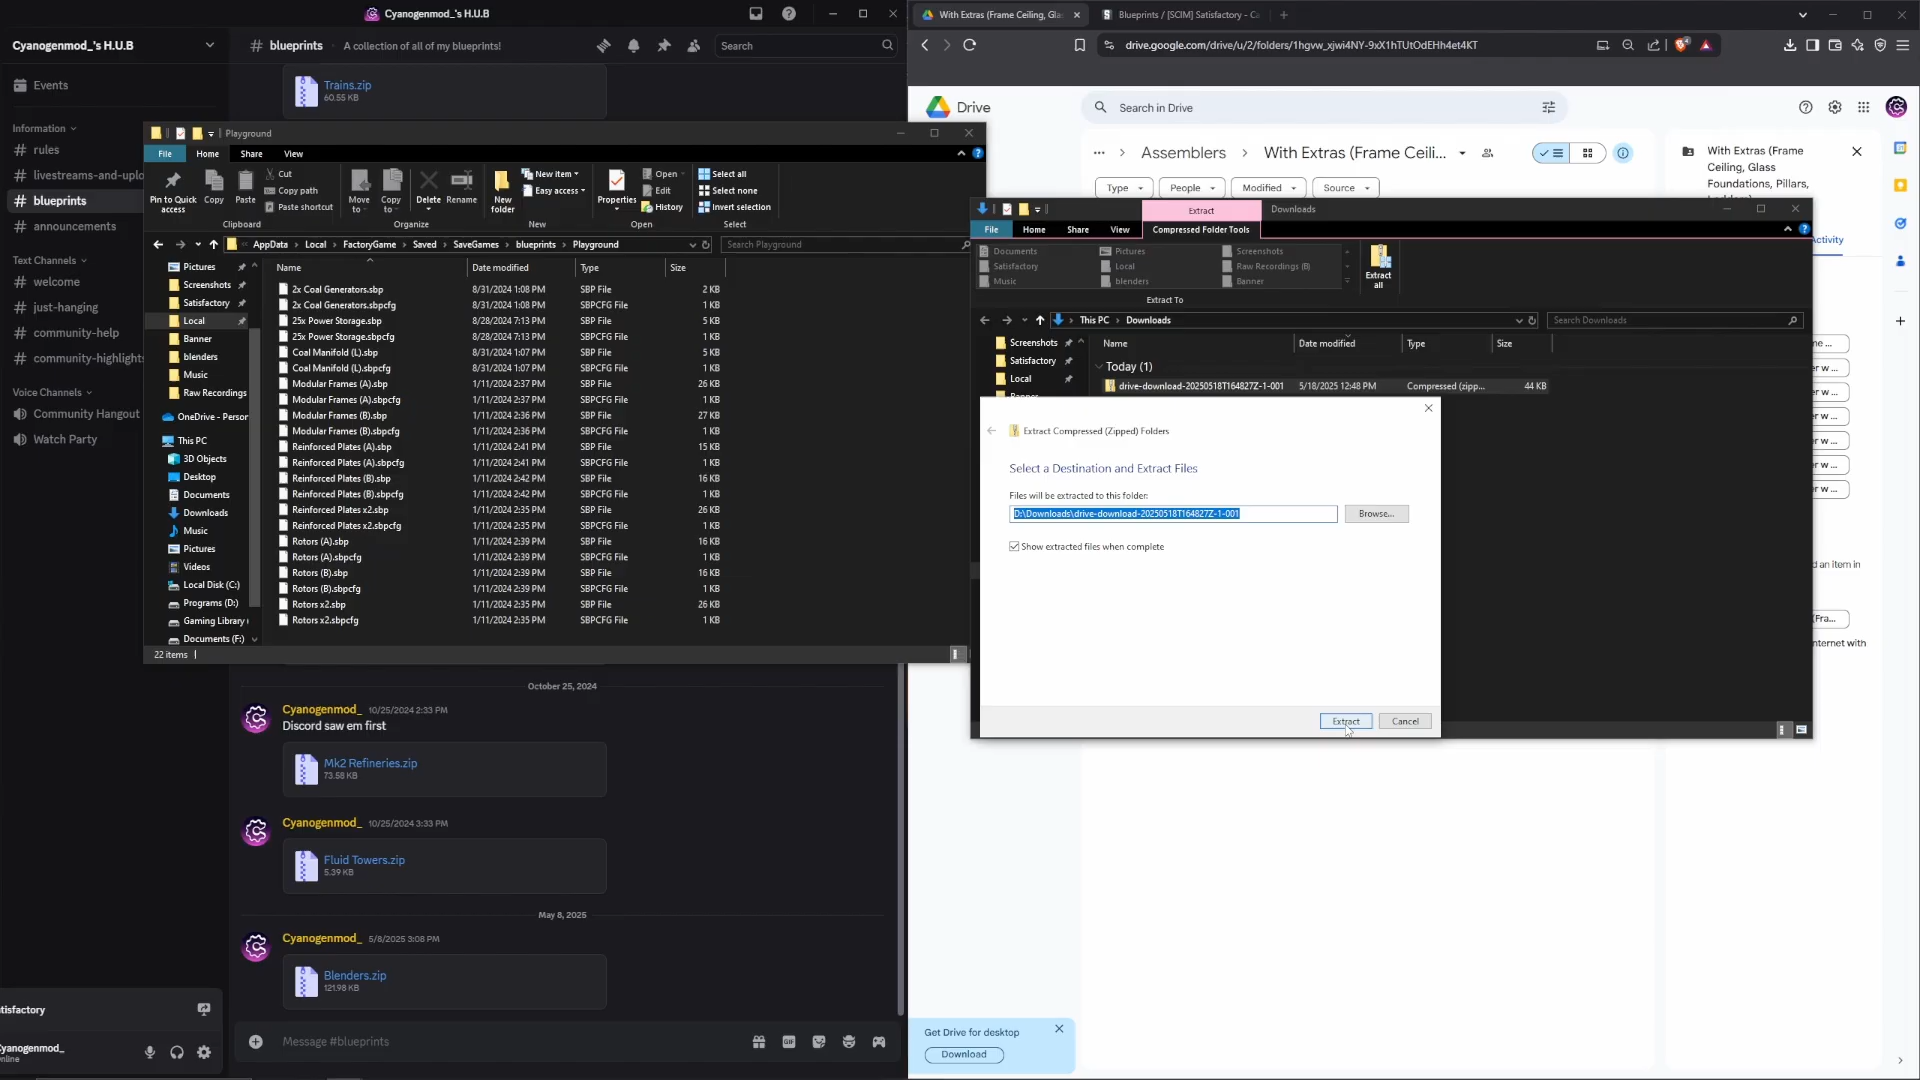 Cyanogenmod_'s H.U.B
Cyanogenmod_'s H.U.B
# blueprints
A collection of all of my blueprints!
Search
Events
Information
rules
livestreams-and-uplo
blueprints
announcements
Text Channels
welcome
just-hanging
community-help
community-highlights
Voice Channels
Community Hangout
Watch Party
tisfactory
yanogenmod_
nline
Trains.zip
60.55 KB
October 25, 2024
Cyanogenmod_ 10/25/2024 2:33 PM
Discord saw em first
Mk2 Refineries.zip
73.58 KB
Cyanogenmod_ 10/25/2024 3:33 PM
Fluid Towers.zip
5.39 KB
May 8, 2025
Cyanogenmod_ 5/8/2025 3:08 PM
Blenders.zip
121.98 KB
Message #blueprints
GIF
Playground
File Home Share View
Pin to Quick access
Copy
Paste
Cut
Copy path
Paste shortcut
Clipboard
Move to
Copy to
Delete
Rename
Organize
New folder
New item
Easy access
New
Properties
Open
Edit
History
Open
Select all
Select none
Invert selection
Select
AppData > Local > FactoryGame > Saved > SaveGames > blueprints > Playground
Search Playground
Pictures
Screenshots
Satisfactory
Local
Banner
blenders
Music
Raw Recordings
OneDrive - Person
This PC
3D Objects
Desktop
Documents
Downloads
Music
Pictures
Videos
Local Disk (C:)
Programs (D:)
Gaming Library
Documents (F:)
Name Date modified Type Size
2x Coal Generators.sbp 8/31/2024 1:08 PM SBP File 2 KB
2x Coal Generators.sbpcfg 8/31/2024 1:08 PM SBPCFG File 1 KB
25x Power Storage.sbp 8/28/2024 7:13 PM SBP File 5 KB
25x Power Storage.sbpcfg 8/28/2024 7:13 PM SBPCFG File 1 KB
Coal Manifold (L).sbp 8/31/2024 1:07 PM SBP File 5 KB
Coal Manifold (L).sbpcfg 8/31/2024 1:07 PM SBPCFG File 1 KB
Modular Frames (A).sbp 1/11/2024 2:37 PM SBP File 26 KB
Modular Frames (A).sbpcfg 1/11/2024 2:37 PM SBPCFG File 1 KB
Modular Frames (B).sbp 1/11/2024 2:36 PM SBP File 27 KB
Modular Frames (B).sbpcfg 1/11/2024 2:36 PM SBPCFG File 1 KB
Reinforced Plates (A).sbp 1/11/2024 2:41 PM SBP File 15 KB
Reinforced Plates (A).sbpcfg 1/11/2024 2:41 PM SBPCFG File 1 KB
Reinforced Plates (B).sbp 1/11/2024 2:42 PM SBP File 16 KB
Reinforced Plates (B).sbpcfg 1/11/2024 2:42 PM SBPCFG File 1 KB
Reinforced Plates x2.sbp 1/11/2024 2:39 PM SBP File 26 KB
Reinforced Plates x2.sbpcfg 1/11/2024 2:39 PM SBPCFG File 1 KB
Rotors (A).sbp 1/11/2024 2:39 PM SBP File 16 KB
Rotors (A).sbpcfg 1/11/2024 2:39 PM SBPCFG File 1 KB
Rotors (B).sbp 1/11/2024 2:39 PM SBP File 16 KB
Rotors (B).sbpcfg 1/11/2024 2:39 PM SBPCFG File 1 KB
Rotors x2.sbp 1/11/2024 2:35 PM SBP File 26 KB
Rotors x2.sbpcfg 1/11/2024 2:35 PM SBPCFG File 1 KB
22 items
With Extras (Frame Ceiling, Gla
Blueprints / [SCIM] Satisfactory - Ca
drive.google.com/drive/u/2/folders/1hgvw_xjwi4NY-9xX1hTUtOdEHh4et4KT
Drive
Search in Drive
Assemblers > With Extras (Frame Ceili...
Type People Modified Source
With Extras (Frame
Ceiling, Glass
Foundations, Pillars,
ctivity
ne ...
er w ...
er w ...
er w ...
er w ...
er w ...
er w ...
d an item in
(Fra...
nternet with
Extract
Downloads
File Home Share View Compressed Folder Tools
Documents Pictures Screenshots
Satisfactory Local Raw Recordings (B)
Music blenders Banner
Extract To
Extract all
This PC > Downloads
Search Downloads
Screenshots
Satisfactory
Local
Name Date modified Type Size
Today (1)
drive-download-20250518T164827Z-1-001 5/18/2025 12:48 PM Compressed (zipp... 44 KB
Extract Compressed (Zipped) Folders
Select a Destination and Extract Files
Files will be extracted to this folder:
D:\Downloads\drive-download-20250518T164827Z-1-001
Browse...
Show extracted files when complete
Extract
Cancel
Get Drive for desktop
Download